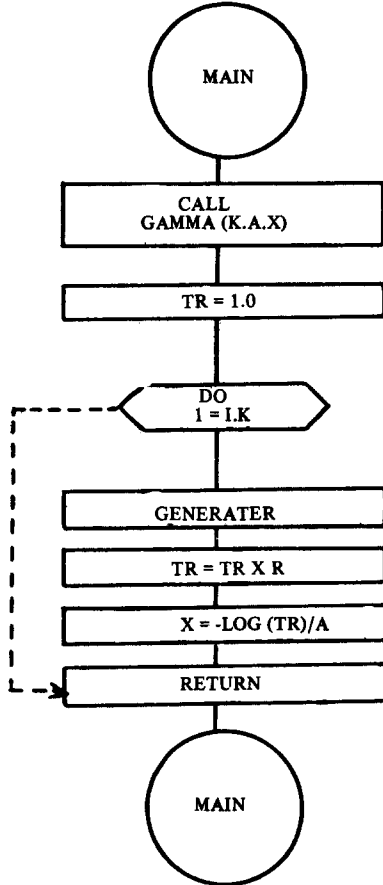 MAIN
CALL
GAMMA (K.A.X)
TR = 1.0
DO
1 = I.K
GENERATER
TR = TR X R
X = -LOG (TR)/A
RETURN
MAIN